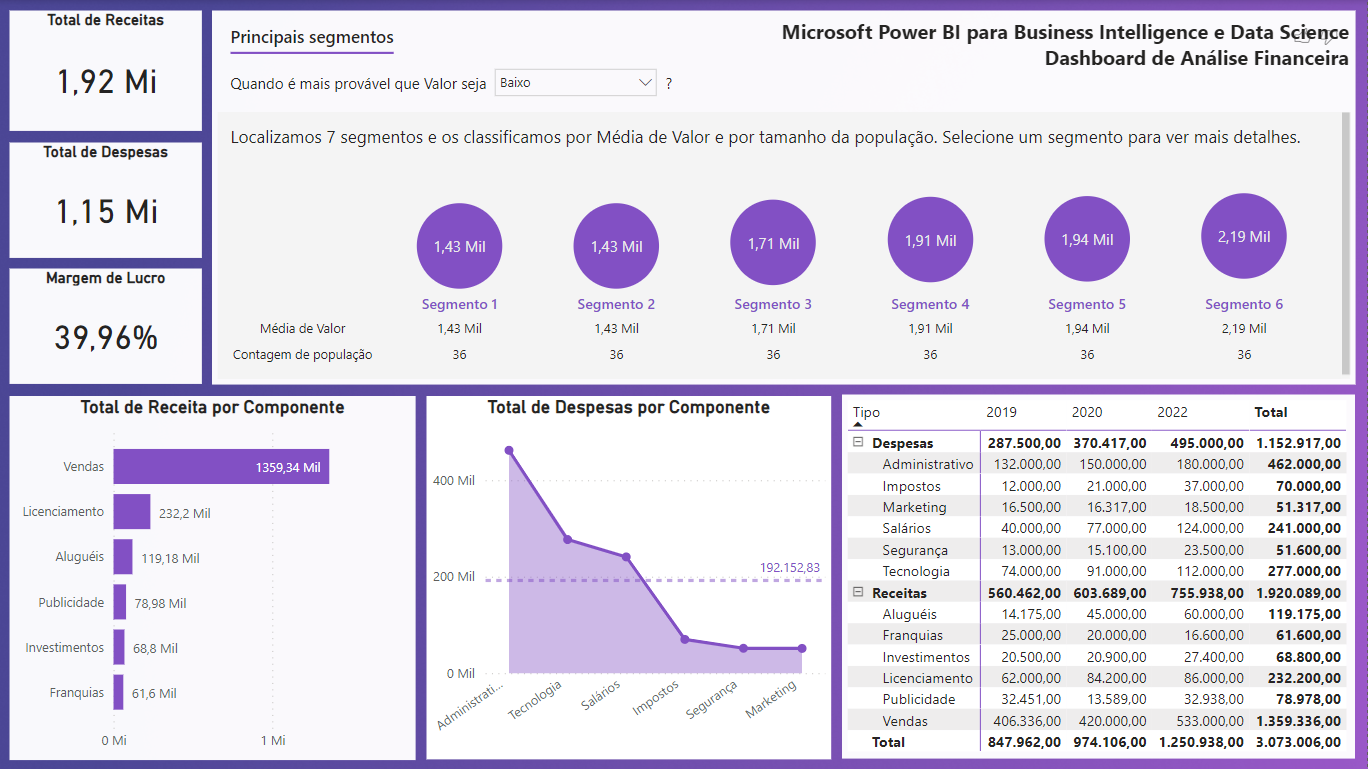 Total de Receitas
1,92 Mi
Total de Despesas
1,15 Mi
Margem de Lucro
39,96%
Principais segmentos
Microsoft Power BI para Business Intelligence e Data Science
Dashboard de Análise Financeira
Quando é mais provável que Valor seja Baixo ?
Localizamos 7 segmentos e os classificamos por Média de Valor e por tamanho da população. Selecione um segmento para ver mais detalhes.
1,43 Mil 1,43 Mil 1,71 Mil 1,91 Mil 1,94 Mil 2,19 Mil
Segmento 1 Segmento 2 Segmento 3 Segmento 4 Segmento 5 Segmento 6
Média de Valor 1,43 Mil 1,43 Mil 1,71 Mil 1,91 Mil 1,94 Mil 2,19 Mil
Contagem de população 36 36 36 36 36 36
Total de Receita por Componente
Vendas 1359,34 Mil
Licenciamento 232,2 Mil
Aluguéis 119,18 Mil
Publicidade 78,98 Mil
Investimentos 68,8 Mil
Franquias 61,6 Mil
0 Mi 1 Mi
Total de Despesas por Componente
400 Mil
200 Mil
192.152,83
0 Mil
Administrati... Tecnologia Salários Impostos Segurança Marketing
Tipo 2019 2020 2022 Total
Despesas 287.500,00 370.417,00 495.000,00 1.152.917,00
Administrativo 132.000,00 150.000,00 180.000,00 462.000,00
Impostos 12.000,00 21.000,00 37.000,00 70.000,00
Marketing 16.500,00 16.317,00 18.500,00 51.317,00
Salários 40.000,00 77.000,00 124.000,00 241.000,00
Segurança 13.000,00 15.100,00 23.500,00 51.600,00
Tecnologia 74.000,00 91.000,00 112.000,00 277.000,00
Receitas 560.462,00 603.689,00 755.938,00 1.920.089,00
Aluguéis 14.175,00 45.000,00 60.000,00 119.175,00
Franquias 25.000,00 20.000,00 16.600,00 61.600,00
Investimentos 20.500,00 20.900,00 27.400,00 68.800,00
Licenciamento 62.000,00 84.200,00 86.000,00 232.200,00
Publicidade 32.451,00 13.589,00 32.938,00 78.978,00
Vendas 406.336,00 420.000,00 533.000,00 1.359.336,00
Total 847.962,00 974.106,00 1.250.938,00 3.073.006,00